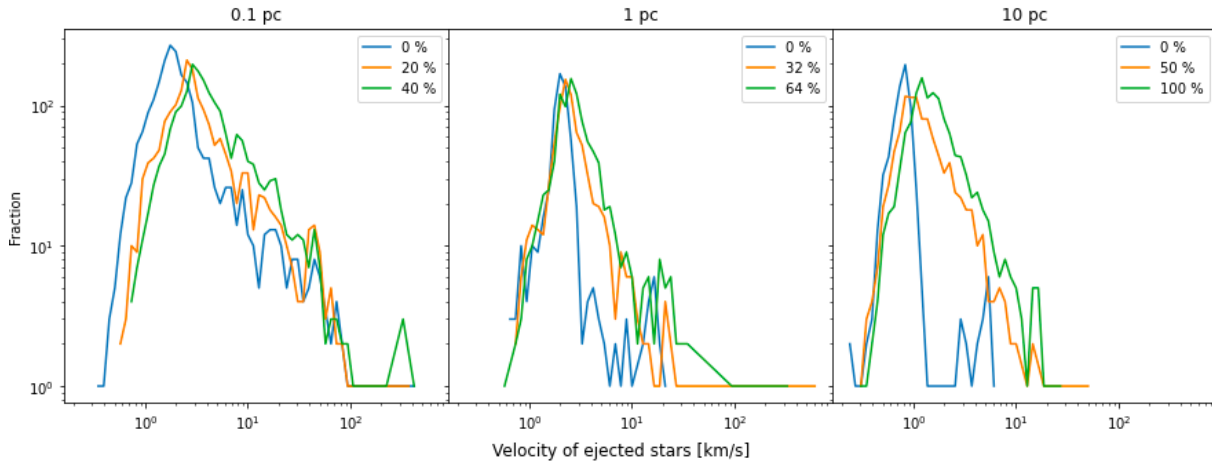 0.1 pc
1 pc
10 pc
0 %
20 %
40 %
0 %
32 %
64 %
0 %
50 %
100 %
Fraction
10²
10¹
10⁰
10⁰ 10¹ 10²
10⁰ 10¹ 10²
10⁰ 10¹ 10²
Velocity of ejected stars [km/s]